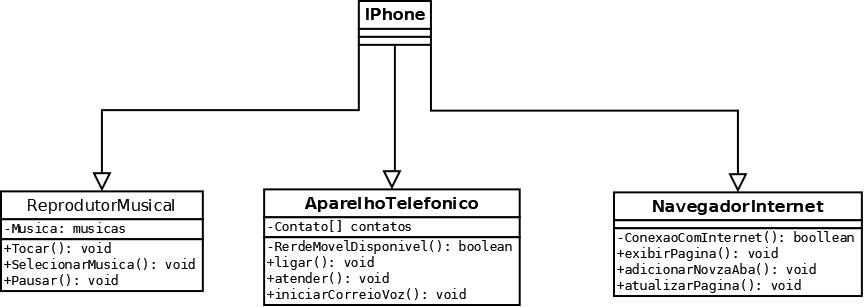 IPhone
ReprodutorMusical
-Musica: musicas
+Tocar(): void
+SelecionarMusica(): void
+Pausar(): void
AparelhoTelefonico
-Contato[] contatos
-RerdeMovelDisponivel(): boolean
+ligar(): void
+atender(): void
+iniciarCorreioVoz(): void
NavegadorInternet
-ConexaoComInternet(): boollean
+exibirPagina(): void
+adicionarNovzaAba(): void
+atualizarPagina(): void